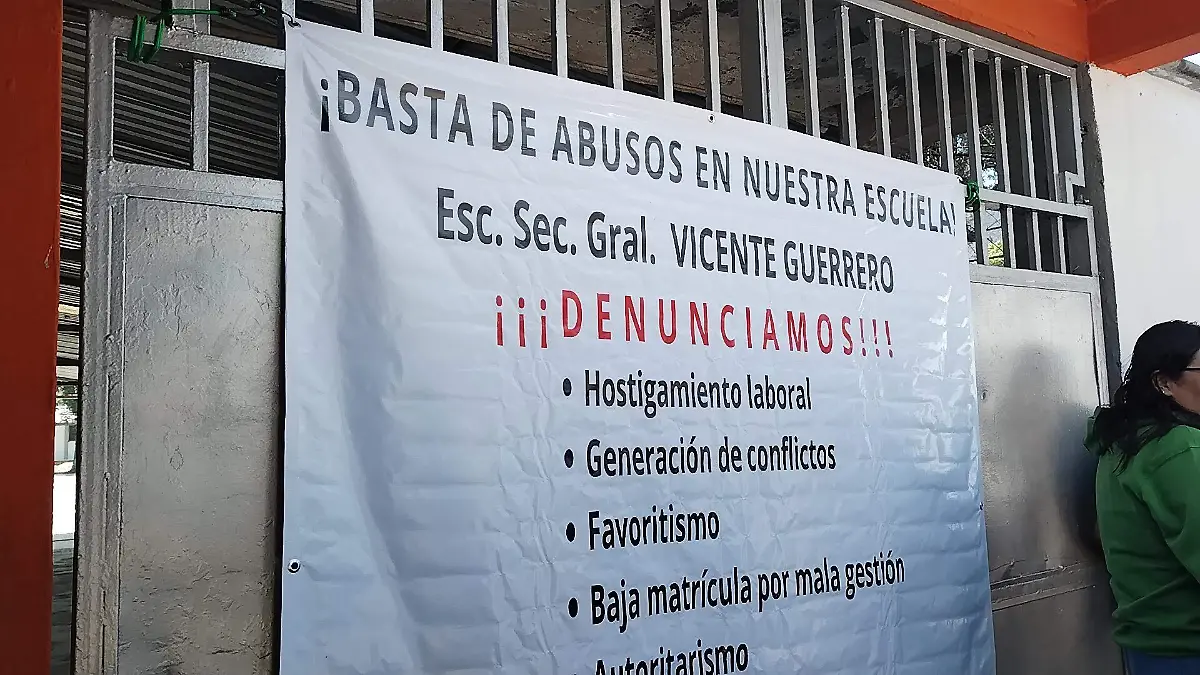 ¡BASTA DE ABUSOS EN NUESTRA ESCUELA!
Esc. Sec. Gral. VICENTE GUERRERO
¡¡¡DENUNCIAMOS!!!
• Hostigamiento laboral
• Generación de conflictos
• Favoritismo
• Baja matrícula por mala gestión
• Autoritarismo